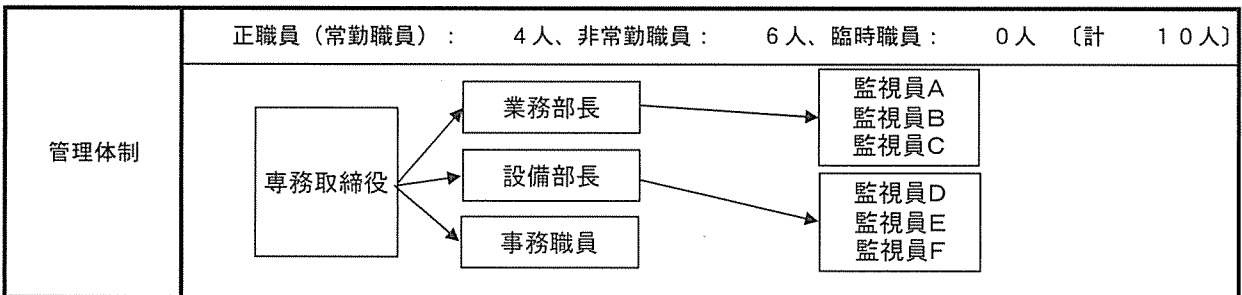 正職員（常勤職員）： 4人、非常勤職員： 6人、臨時職員： 0人 〔計 10人〕
管理体制
専務取締役
業務部長
設備部長
事務職員
監視員A
監視員B
監視員C
監視員D
監視員E
監視員F